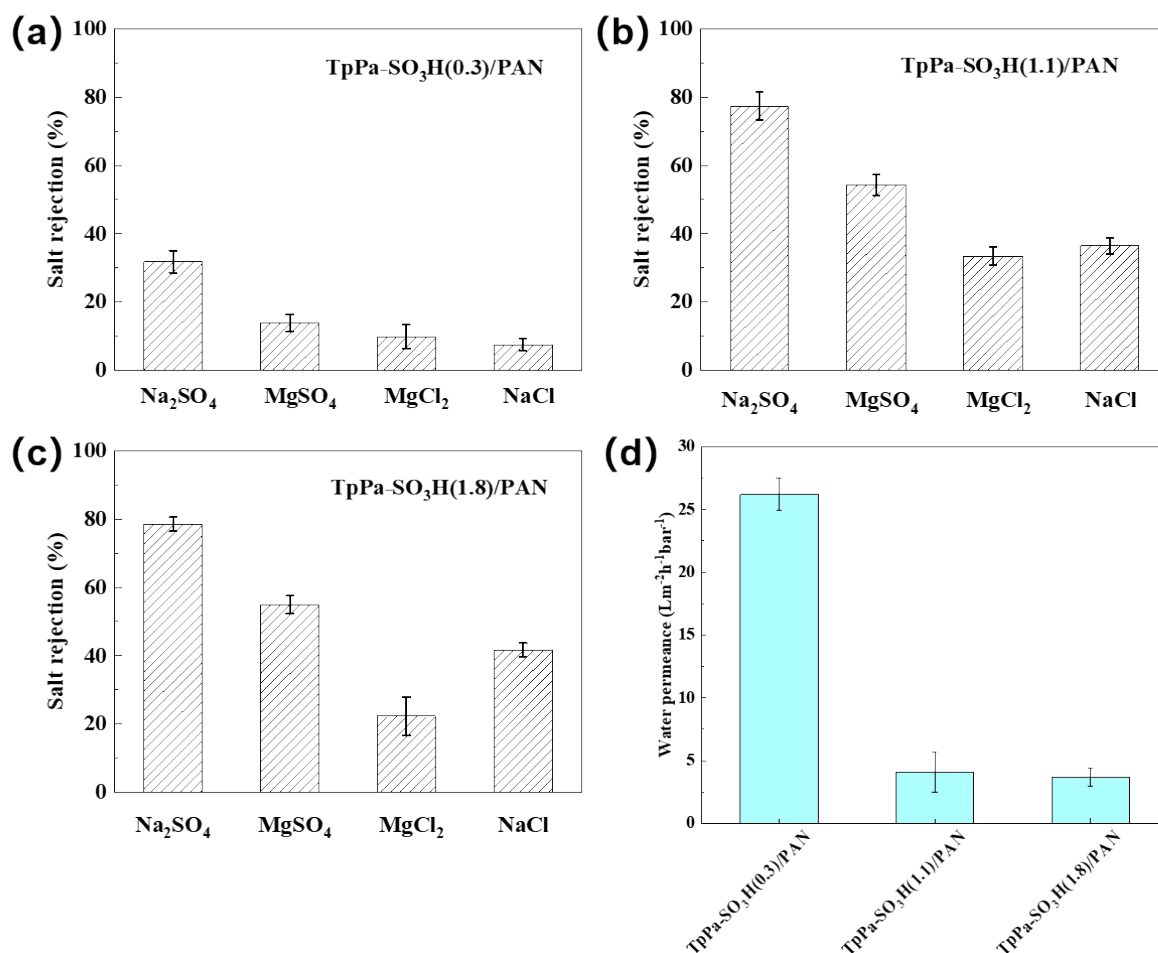 (a)
TpPa-SO₃H(0.3)/PAN
Salt rejection (%)
100
80
60
40
20
0
Na₂SO₄ MgSO₄ MgCl₂ NaCl
(b)
TpPa-SO₃H(1.1)/PAN
Salt rejection (%)
100
80
60
40
20
0
Na₂SO₄ MgSO₄ MgCl₂ NaCl
(c)
TpPa-SO₃H(1.8)/PAN
Salt rejection (%)
100
80
60
40
20
0
Na₂SO₄ MgSO₄ MgCl₂ NaCl
(d)
Water permeance (Lm⁻²h⁻¹bar⁻¹)
30
25
20
15
10
5
0
TpPa-SO₃H(0.3)/PAN
TpPa-SO₃H(1.1)/PAN
TpPa-SO₃H(1.8)/PAN